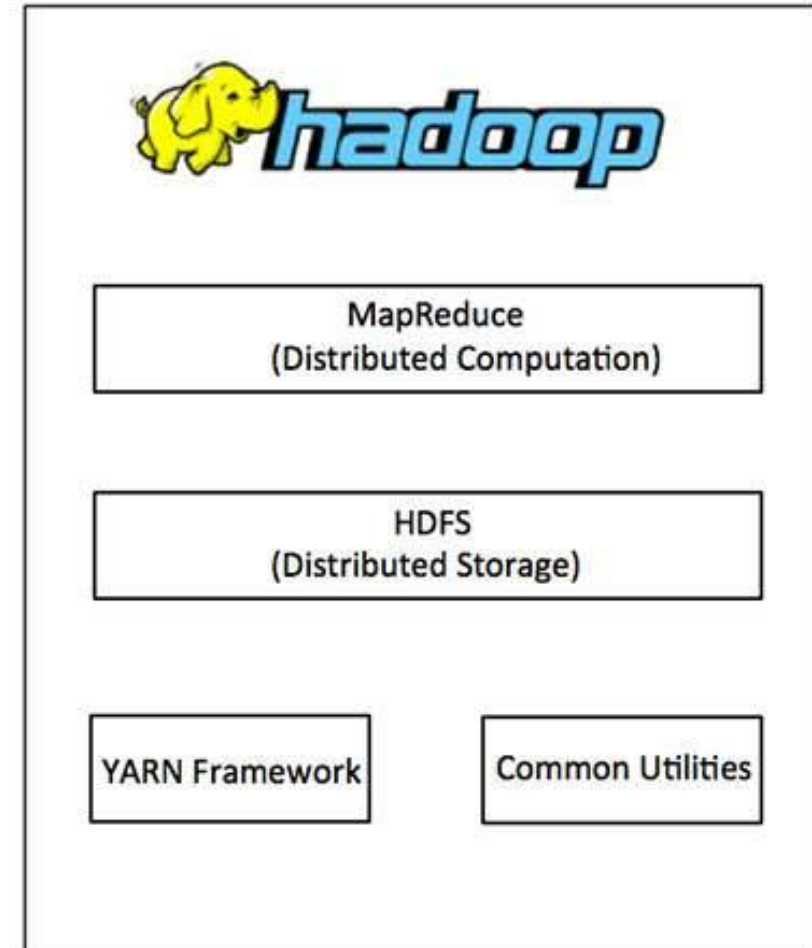 hadoop
MapReduce
(Distributed Computation)
HDFS
(Distributed Storage)
YARN Framework
Common Utilities